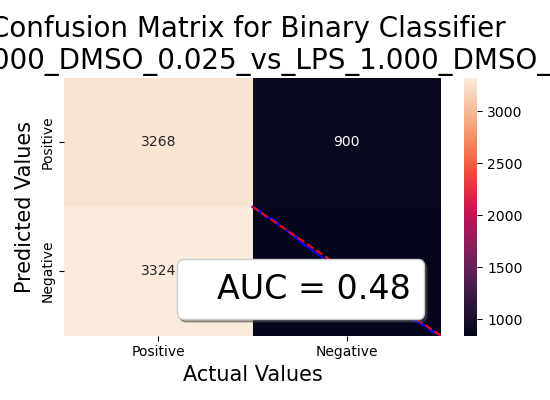 Confusion Matrix for Binary Classifier
000_DMSO_0.025_vs_LPS_1.000_DMSO_
Predicted Values
Positive
Negative
3268
900
3324
AUC = 0.48
Positive
Negative
Actual Values
3000
2500
2000
1500
1000